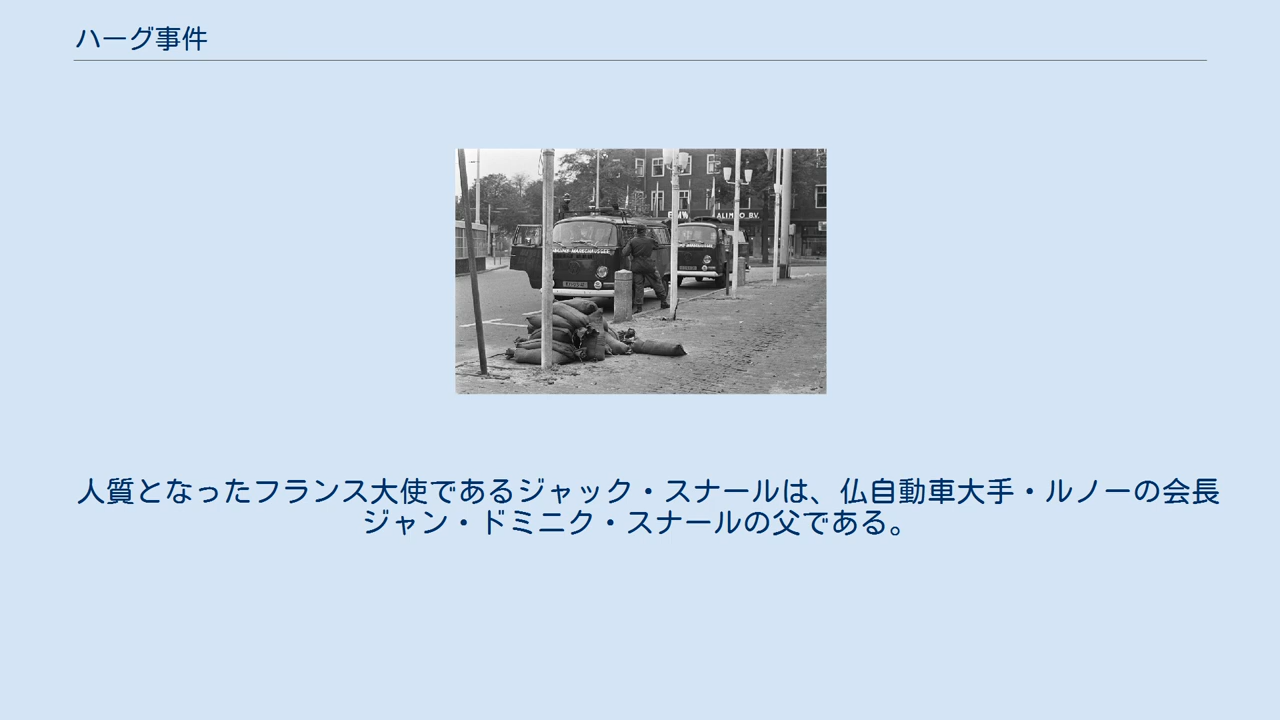 ハーグ事件
BMW ALIMPO B.V.
人質となったフランス大使であるジャック・スナールは、仏自動車大手・ルノーの会長
ジャン・ドミニク・スナールの父である。